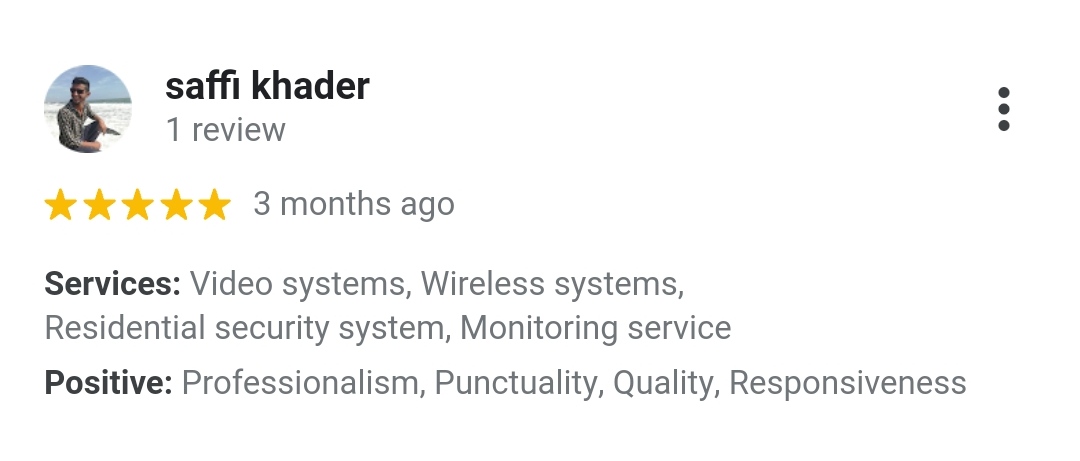 saffi khader
1 review
3 months ago
Services: Video systems, Wireless systems,
Residential security system, Monitoring service
Positive: Professionalism, Punctuality, Quality, Responsiveness